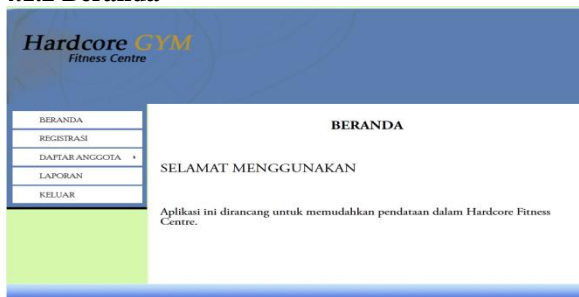 Hardcore GYM
Fitness Centre
BERANDA
REGISTRASI
DAFTAR ANGGOTA
LAPORAN
KELUAR
BERANDA
SELAMAT MENGGUNAKAN
Aplikasi ini dirancang untuk memudahkan pendataan dalam Hardcore Fitness
Centre.